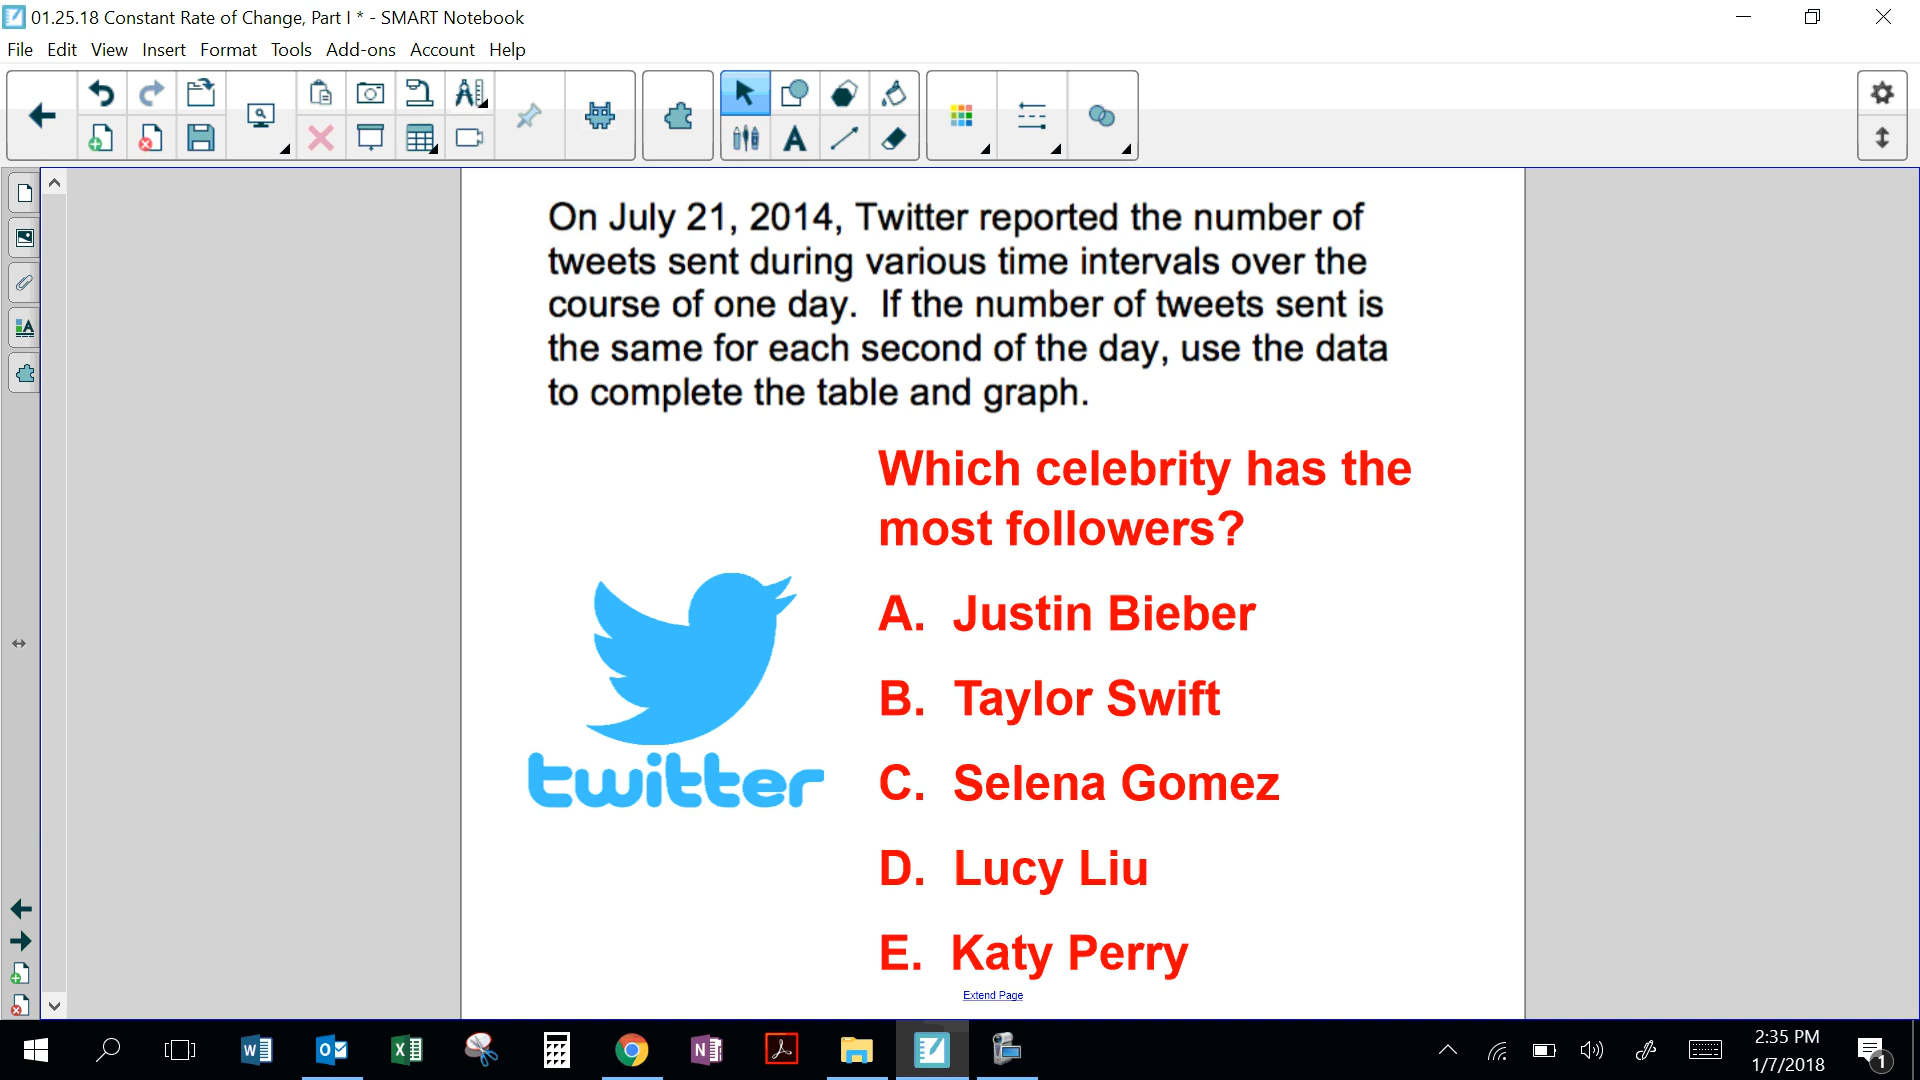 01.25.18 Constant Rate of Change, Part I * - SMART Notebook
File Edit View Insert Format Tools Add-ons Account Help
On July 21, 2014, Twitter reported the number of
tweets sent during various time intervals over the
course of one day. If the number of tweets sent is
the same for each second of the day, use the data
to complete the table and graph.
Which celebrity has the
most followers?
A. Justin Bieber
B. Taylor Swift
C. Selena Gomez
D. Lucy Liu
E. Katy Perry
twitter
Extend Page
2:35 PM
1/7/2018
1